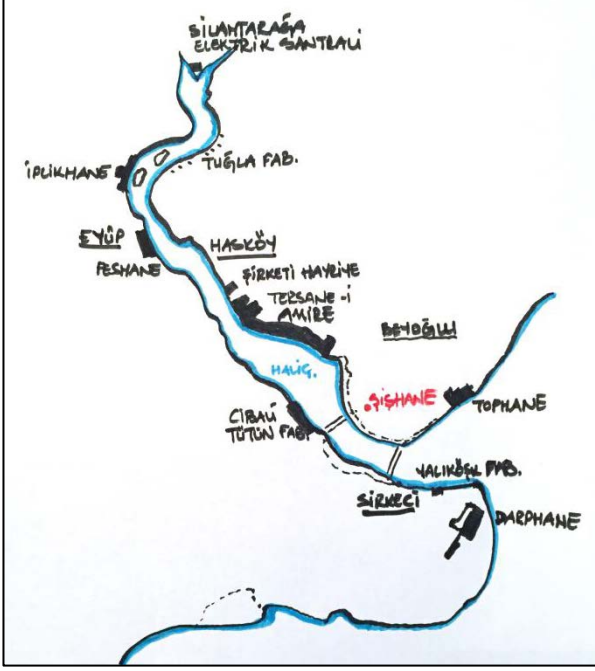 SİLAHTARAĞA
ELEKTRİK SANTRALİ
İPLİKHANE
TUĞLA FAB.
EYÜP
HASKÖY
FESHANE
ŞİRKETİ HAYRİYE
TERSANE-İ
AMİRE
BEYOĞLU
HALİÇ
.ŞİŞHANE
TOPHANE
CİBALİ
TÜTÜN FAB.
YALIKÖŞKÜ FAB.
SİRKECİ
DARPHANE